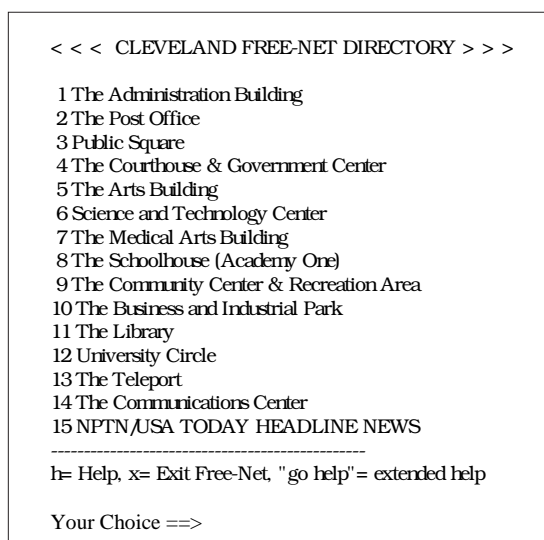 < < < CLEVELAND FREE-NET DIRECTORY > > >
1 The Administration Building
2 The Post Office
3 Public Square
4 The Courthouse & Government Center
5 The Arts Building
6 Science and Technology Center
7 The Medical Arts Building
8 The Schoolhouse (Academy One)
9 The Community Center & Recreation Area
10 The Business and Industrial Park
11 The Library
12 University Circle
13 The Teleport
14 The Communications Center
15 NPTN/USA TODAY HEADLINE NEWS
------------------------------------------------
h= Help, x= Exit Free-Net, "go help"= extended help
Your Choice ==>